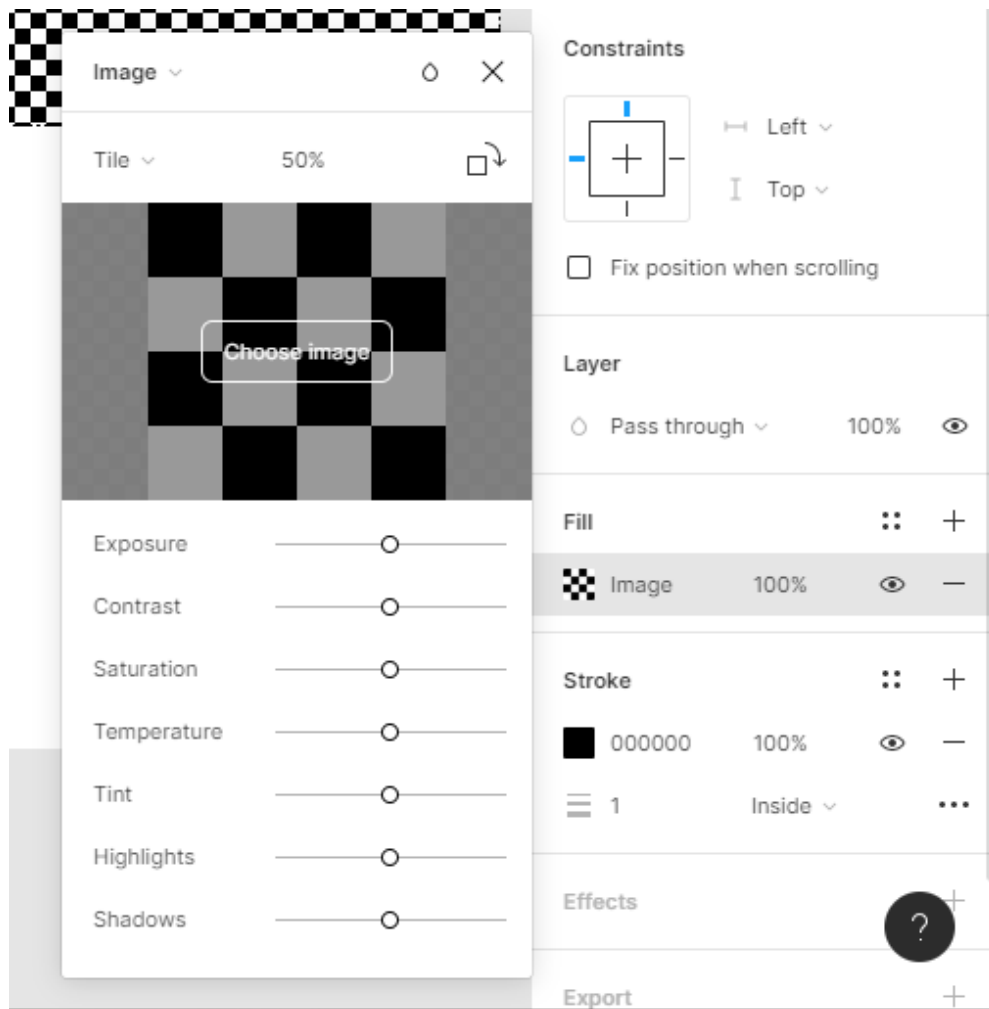 Image
Tile 50%
Choose image
Exposure
Contrast
Saturation
Temperature
Tint
Highlights
Shadows
Constraints
Left
Top
Fix position when scrolling
Layer
Pass through 100%
Fill
Image 100%
Stroke
000000 100%
1 Inside
Effects
?
Export